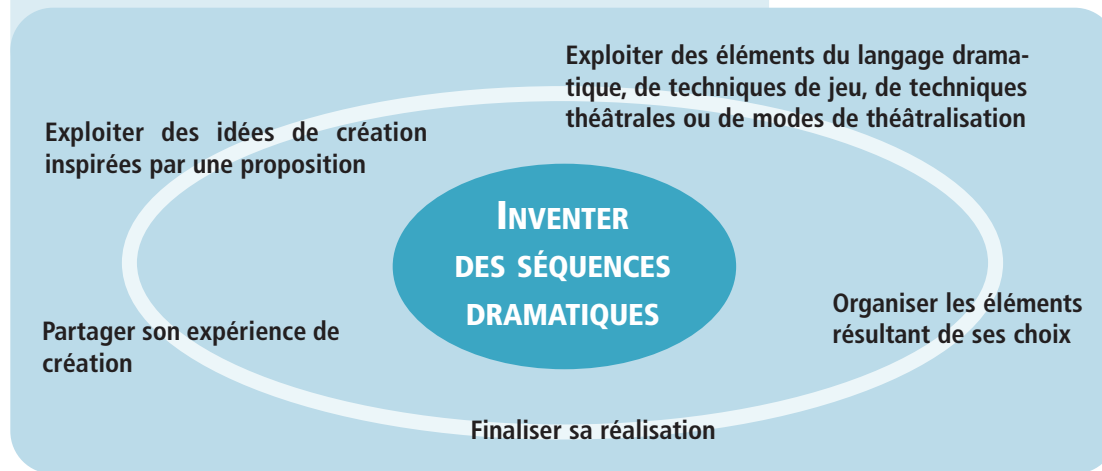 Exploiter des éléments du langage drama-
tique, de techniques de jeu, de techniques
théâtrales ou de modes de théâtralisation
Exploiter des idées de création
inspirées par une proposition
INVENTER
DES SÉQUENCES
DRAMATIQUES
Organiser les éléments
résultant de ses choix
Partager son expérience de
création
Finaliser sa réalisation